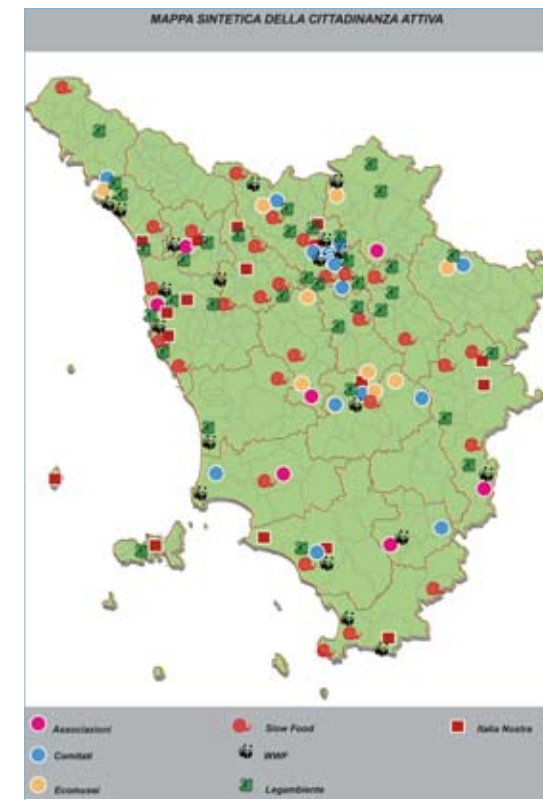 MAPPA SINTETICA DELLA CITTADINANZA ATTIVA
Associazioni
Slow Food
Italia Nostra
Comitati
WWF
Ecomusei
Legambiente